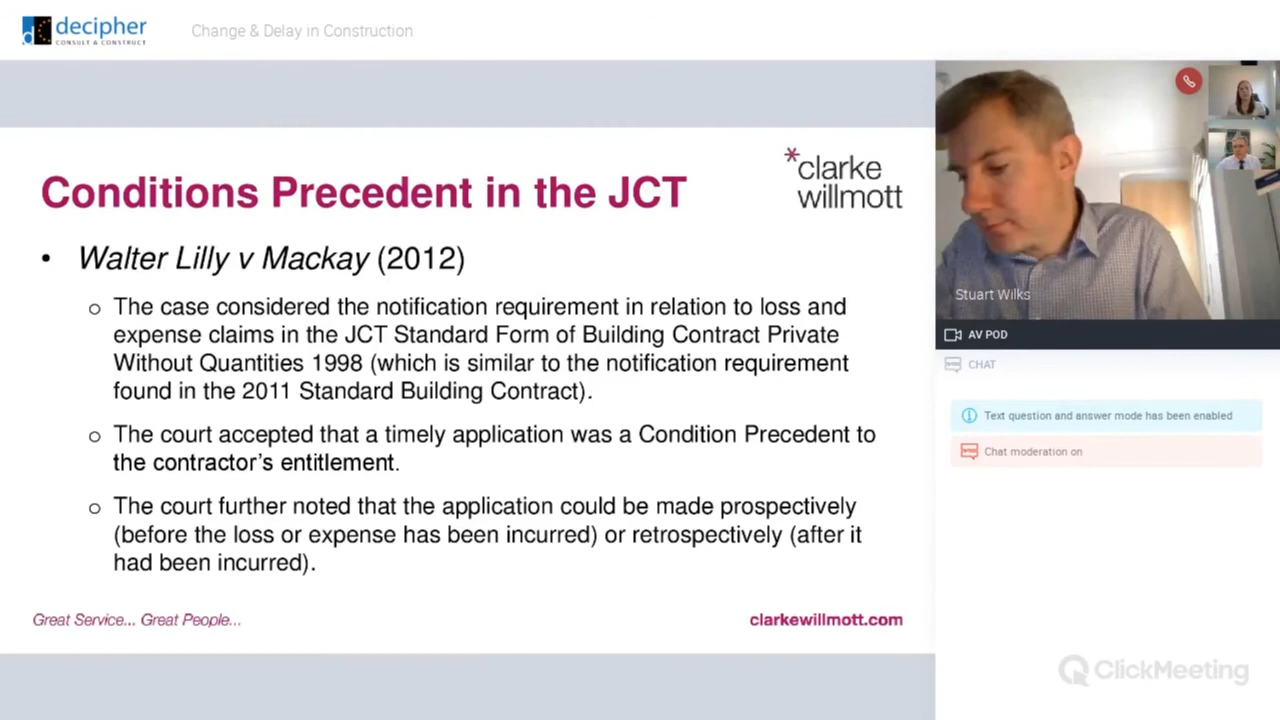 decipher
CONSULT & CONSTRUCT
Change & Delay in Construction
*clarke
willmott
Conditions Precedent in the JCT
• Walter Lilly v Mackay (2012)
o The case considered the notification requirement in relation to loss and
expense claims in the JCT Standard Form of Building Contract Private
Without Quantities 1998 (which is similar to the notification requirement
found in the 2011 Standard Building Contract).
o The court accepted that a timely application was a Condition Precedent to
the contractor's entitlement.
o The court further noted that the application could be made prospectively
(before the loss or expense has been incurred) or retrospectively (after it
had been incurred).
Great Service... Great People...
clarkewillmott.com
Stuart Wilks
AV POD
CHAT
Text question and answer mode has been enabled
Chat moderation on
ClickMeeting